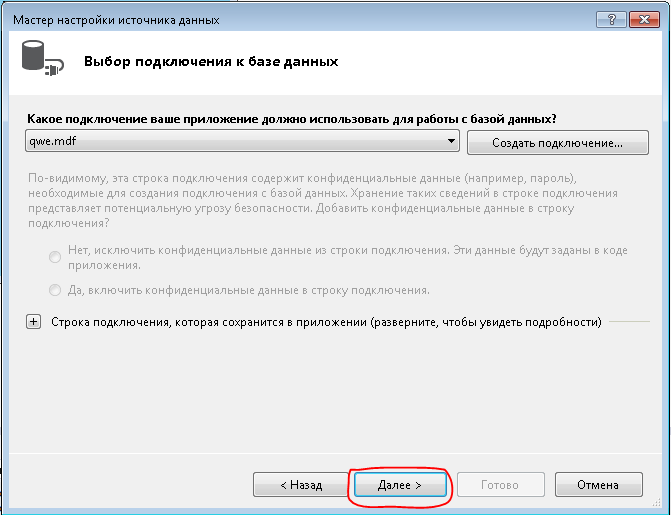 Мастер настройки источника данных
Выбор подключения к базе данных
Какое подключение ваше приложение должно использовать для работы с базой данных?
qwe.mdf
Создать подключение...
По-видимому, эта строка подключения содержит конфиденциальные данные (например, пароль),
необходимые для создания подключения с базой данных. Хранение таких сведений в строке подключения
представляет потенциальную угрозу безопасности. Добавить конфиденциальные данные в строку
подключения?
Нет, исключить конфиденциальные данные из строки подключения. Эти данные будут заданы в коде
приложения.
Да, включить конфиденциальные данные в строку подключения.
Строка подключения, которая сохранится в приложении (разверните, чтобы увидеть подробности)
< Назад
Далее >
Готово
Отмена